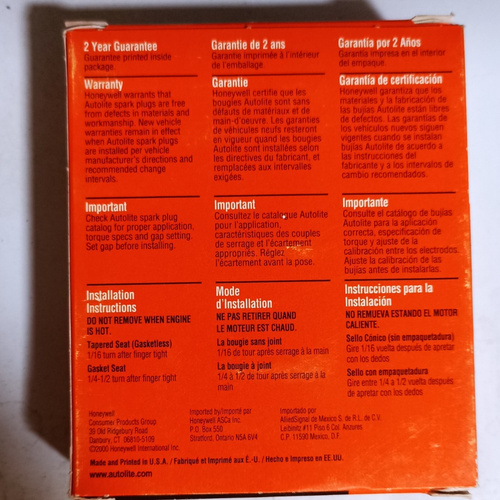 2 Year Guarantee
Guarantee printed inside
package.
Warranty
Honeywell warrants that
Autolite spark plugs are free
from defects in materials and
workmanship. New vehicle
warranties remain in effect
when Autolite spark plugs
are installed per vehicle
manufacturer's directions and
recommended change
intervals.
Important
Check Autolite spark plug
catalog for proper application,
torque specs and gap setting.
Set gap before installing.
Installation
Instructions
DO NOT REMOVE WHEN ENGINE
IS HOT.
Tapered Seat (Gasketless)
1/16 turn after finger tight
Gasket Seat
1/4-1/2 turn after finger tight
Garantie de 2 ans
Garantie imprimée à l'intérieur
de l'emballage.
Garantie
Honeywell certifie que les
bougies Autolite sont sans
défauts de matériaux et de
main-d'oeuvre. Les garanties
de véhicules neufs resteront
en vigueur quand les bougies
Autolite sont installées selon
les directives du fabricant, et
remplacées aux intervalles
exigées.
Important
Consultez le catalogue Autolite
pour l'application,
caractéristiques des couples
de serrage et l'écartement
appropriés. Réglez
l'écartement avant la pose.
Mode
d'Installation
NE PAS RETIRER QUAND
LE MOTEUR EST CHAUD.
La bougie sans joint
1/16 de tour après serrage à la main
La bougie à joint
1/4 à 1/2 de tour après serrage à la
main.
Garantía por 2 Años
Garantía impresa en el interior
del empaque.
Garantía de certificación
Honeywell garantiza que los
materiales y la fabricación de
las bujías Autolite están libres
de defectos. Las garantías de
los vehículos nuevos siguen
vigentes cuando se instalan
bujías Autolite de acuerdo a
las instrucciones del
fabricante y a los intervalos de
cambio recomendados.
Importante
Consulte el catálogo de bujías
Autolite para la aplicación
correcta, especificación de
torque y ajuste de la
calibración entre los electrodos.
Ajuste la calibración de las
bujías antes de instalarlas.
Instrucciones para la
Instalación
NO REMUEVA ESTANDO EL MOTOR
CALIENTE.
Sello Cónico (sin empaquetadura)
Gire 1/16 vuelta después de apretar
con los dedos
Sello con empaquetadura
Gire entre 1/4 a 1/2 vuelta después
de apretar con los dedos
Honeywell
Consumer Products Group
39 Old Ridgebury Road
Danbury, CT 06810-5109
©2000 Honeywell International Inc.
Imported by/Importé par
Honeywell ASCa Inc.
P.O. Box 550
Stratford, Ontario N5A 6V4
Importado por
AlliedSignal de Mexico S. de R.L. de C.V.
Leibnitz #11 Piso 6 Col. Anzures
C.P. 11590 Mexico, D.F.
Made and Printed in U.S.A. / Fabriqué et Imprimé aux É.-U. / Hecho e Impreso en EE.UU.
www.autolite.com